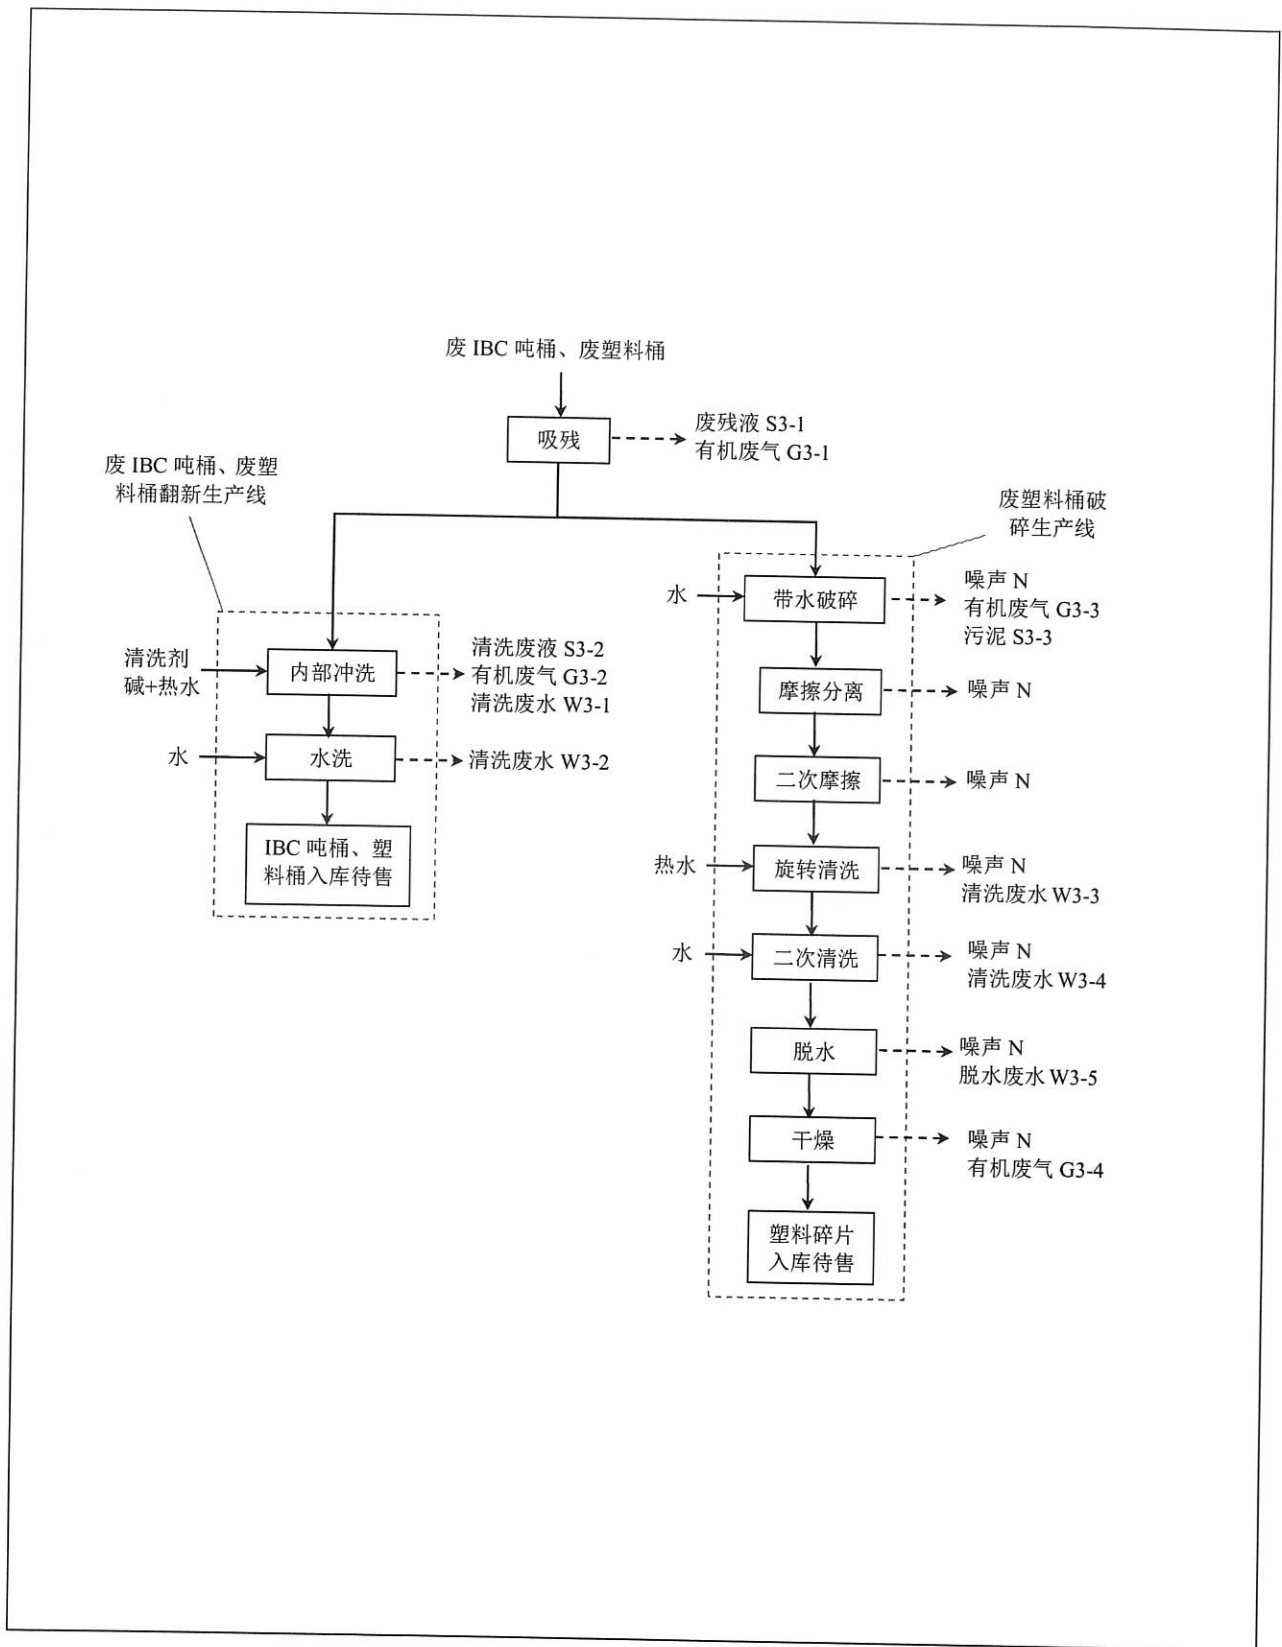 废 IBC 吨桶、废塑料桶
吸残
废残液 S3-1
有机废气 G3-1
废 IBC 吨桶、废塑
料桶翻新生产线
清洗剂
碱+热水
内部冲洗
清洗废液 S3-2
有机废气 G3-2
清洗废水 W3-1
水
水洗
清洗废水 W3-2
IBC 吨桶、塑
料桶入库待售
废塑料桶破
碎生产线
水
带水破碎
噪声 N
有机废气 G3-3
污泥 S3-3
摩擦分离
噪声 N
二次摩擦
噪声 N
热水
旋转清洗
噪声 N
清洗废水 W3-3
水
二次清洗
噪声 N
清洗废水 W3-4
脱水
噪声 N
脱水废水 W3-5
干燥
噪声 N
有机废气 G3-4
塑料碎片
入库待售